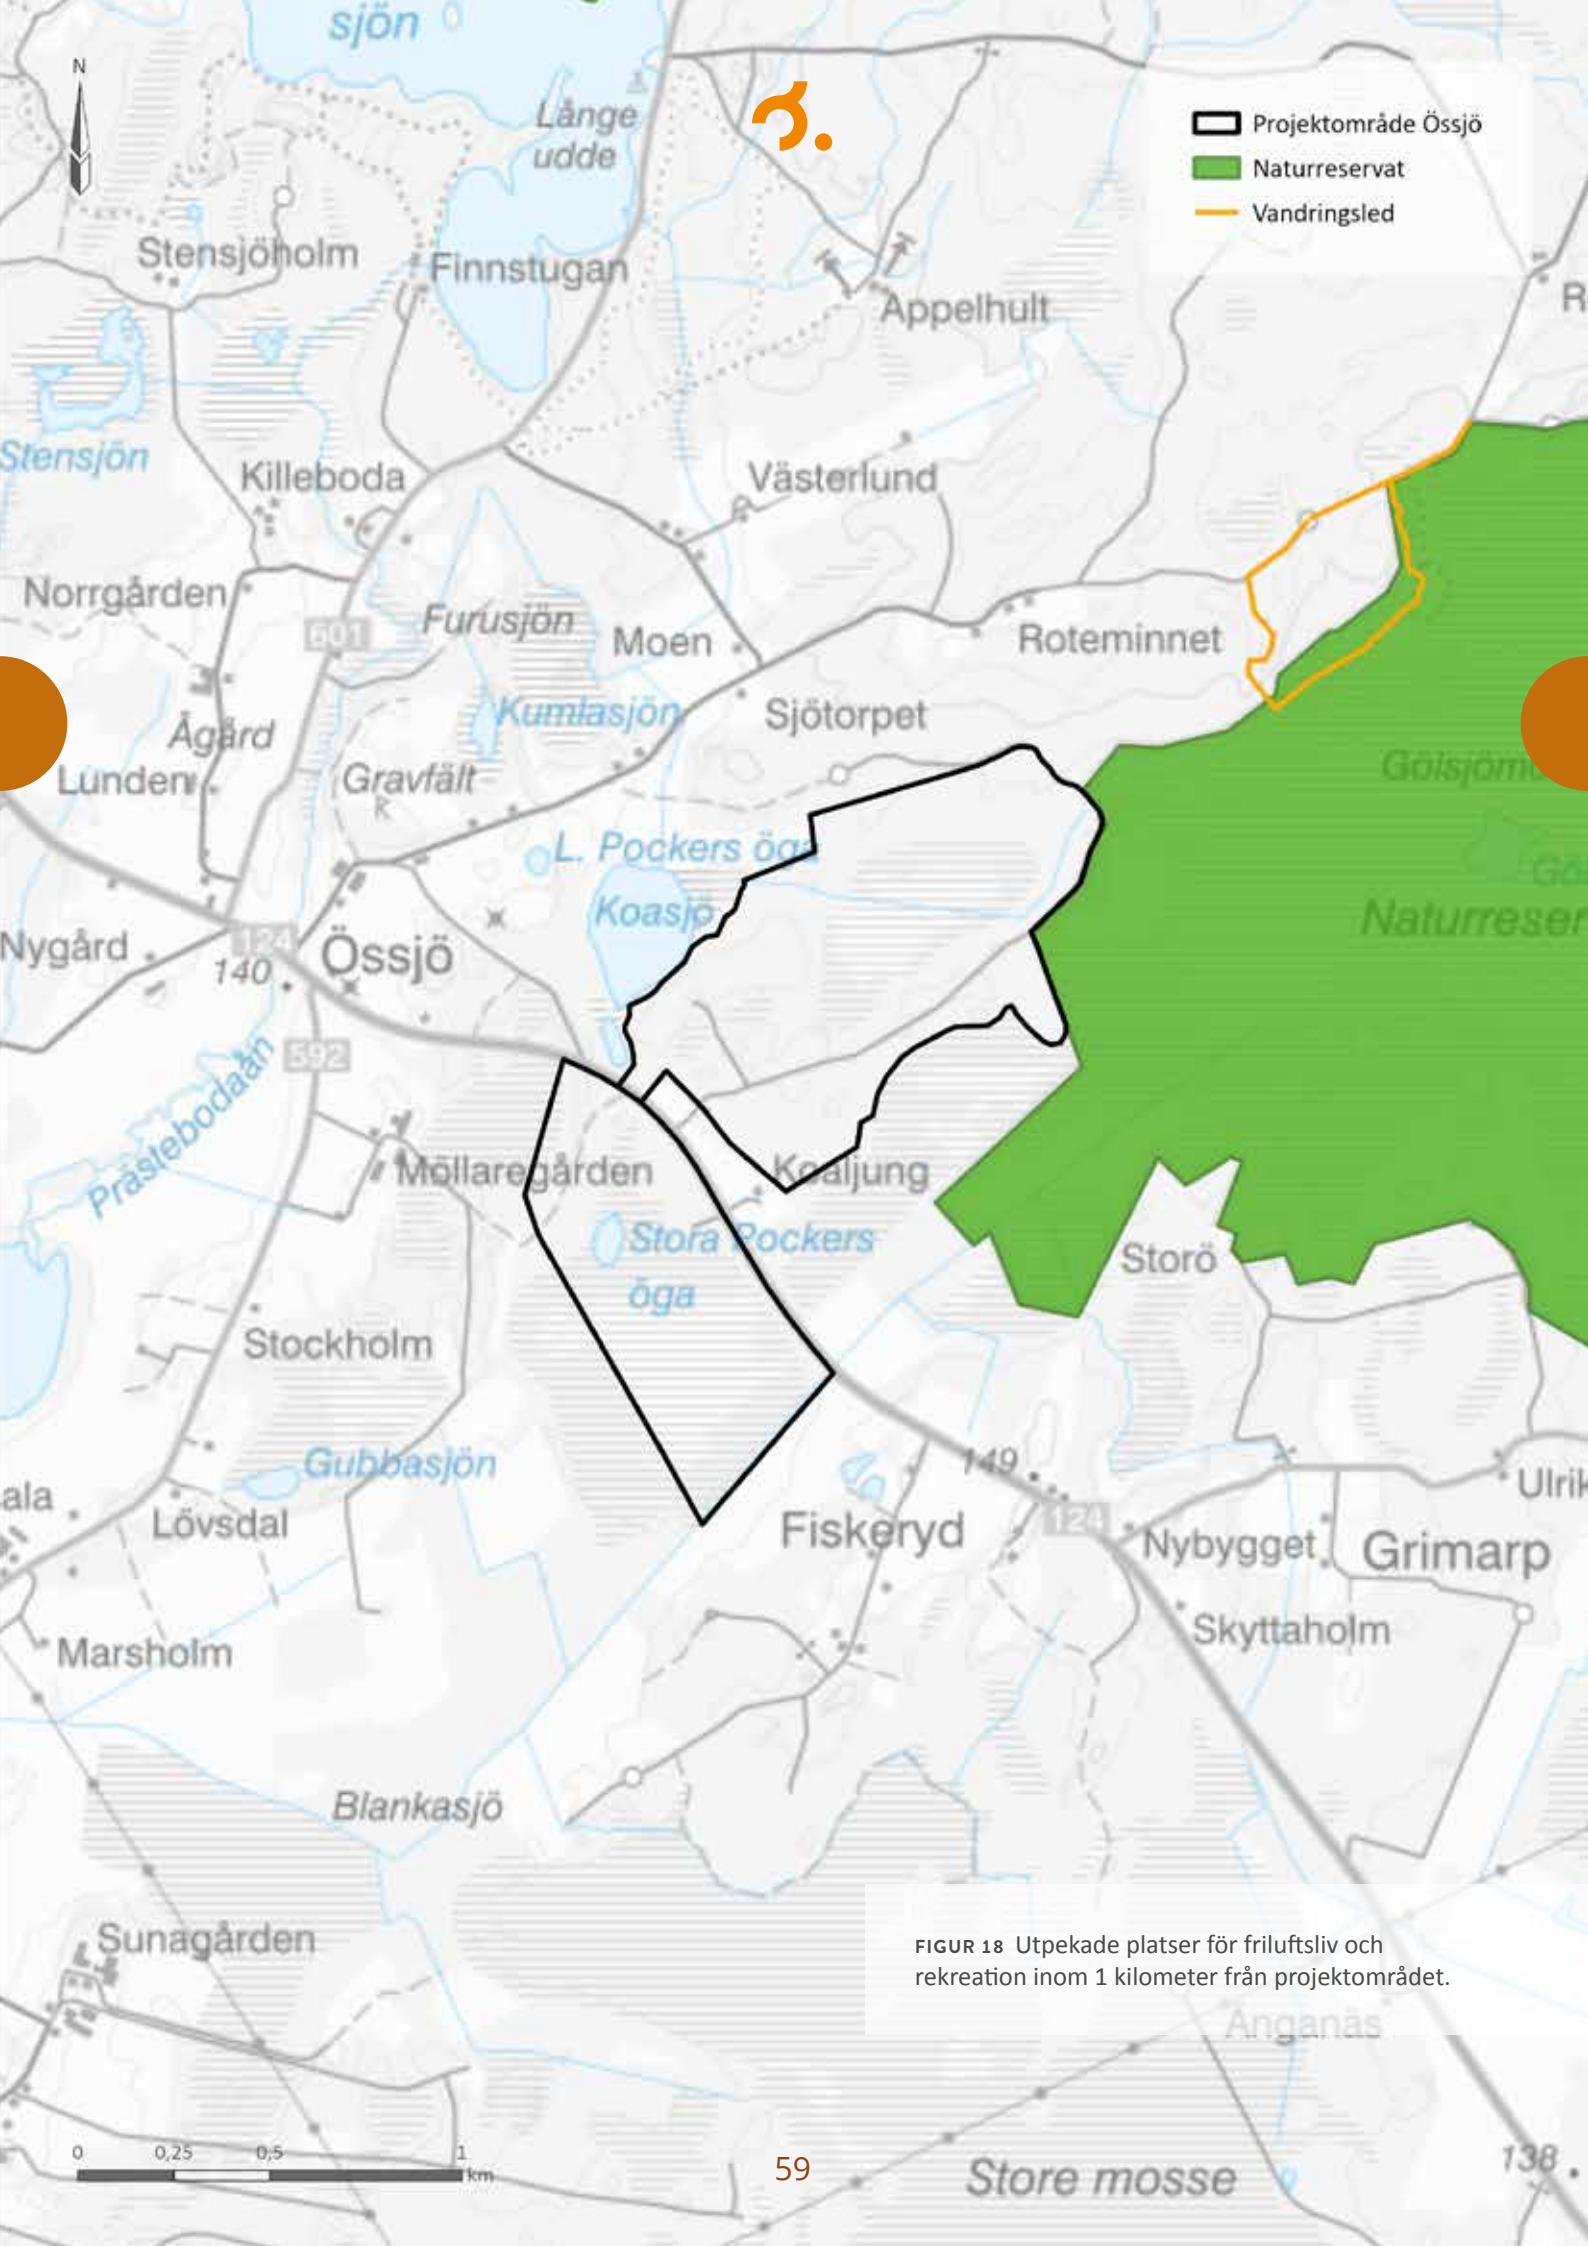 sjön
N
Långe
udde
Projektområde Össjö
Naturreservat
Vandringsled
Stensjöholm
Finnstugan
Appelhult
R
Stensjön
Killeboda
Västerlund
Norrgården
601
Furusjön
Moen
Roteminnet
Kumlasjön
Sjötorpet
Ågård
Lunden
Gravfält
R
Gölsjöm
L. Pockers öga
Koasjö
Gö
Naturreser
Nygård
124
140
Össjö
592
Prästebodaån
Möllaregården
Koaljung
Stora Pockers
öga
Storö
Stockholm
Gubbasjön
149
ala
Lövsdal
Ulrik
124
Fiskeryd
Nybygget
Grimarp
Skyttaholm
Marsholm
Blankasjö
Sunagården
FIGUR 18 Utpekade platser för friluftsliv och
rekreation inom 1 kilometer från projektområdet.
Änganäs
0 0,25 0,5 1
km
59
Store mosse
138